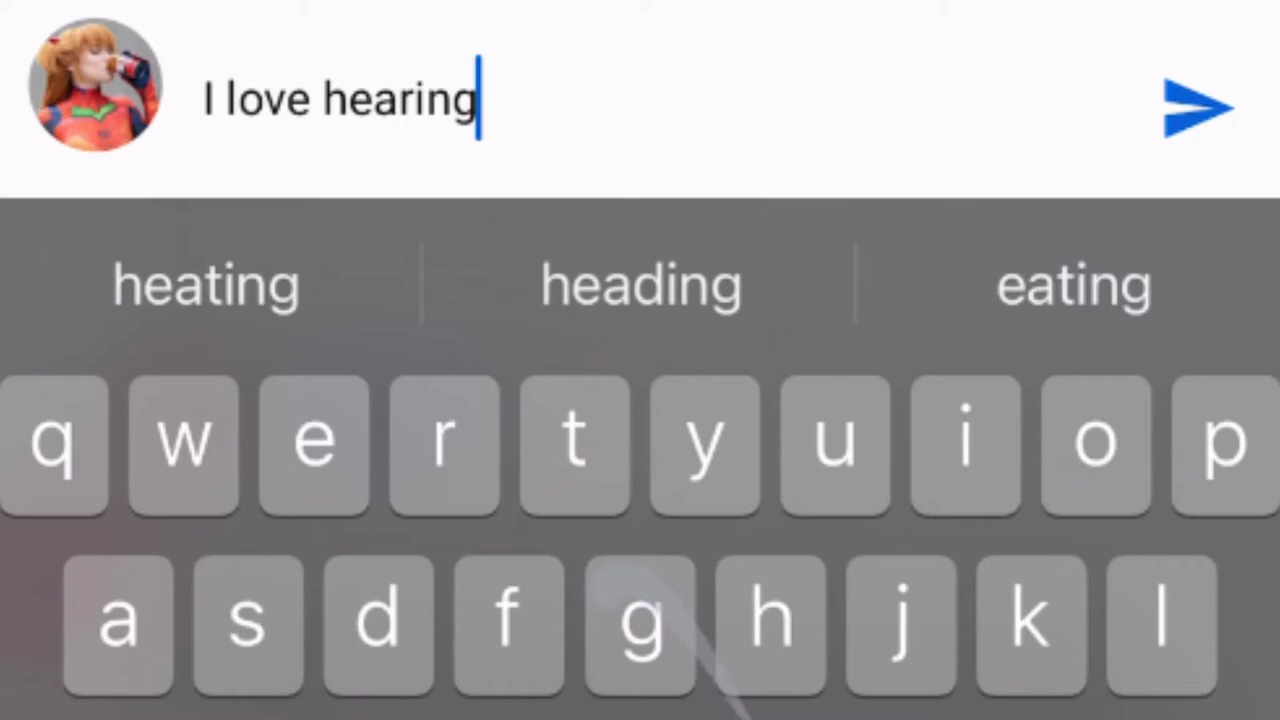 I love hearing
heating heading eating
q w e r t y u i o p
a s d f g h j k l